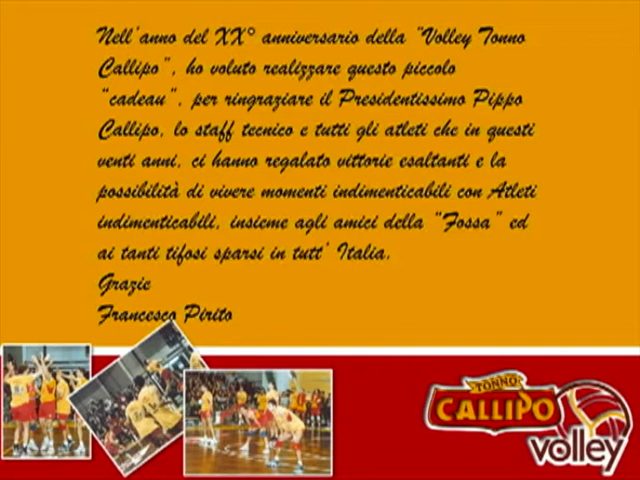 Nell'anno del XX° anniversario della "Volley Tonno
Callipo", ho voluto realizzare questo piccolo
"cadeau", per ringraziare il Presidentissimo Pippo
Callipo, lo staff tecnico e tutti gli atleti che in questi
venti anni, ci hanno regalato vittorie esaltanti e la
possibilità di vivere momenti indimenticabili con Atleti
indimenticabili, insieme agli amici della "Fossa" ed
ai tanti tifosi sparsi in tutt' Italia.
Grazie
Francesco Pirito
TONNO
CALLIPO
volley